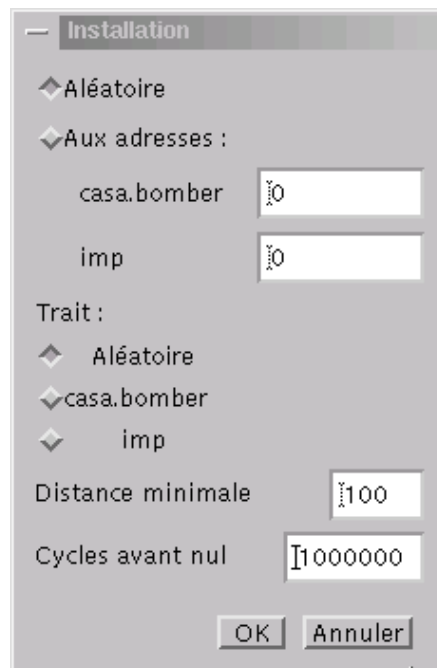 Installation
Aléatoire
Aux adresses :
casa.bomber 0
imp 0
Trait :
Aléatoire
casa.bomber
imp
Distance minimale 100
Cycles avant nul 1000000
OK Annuler